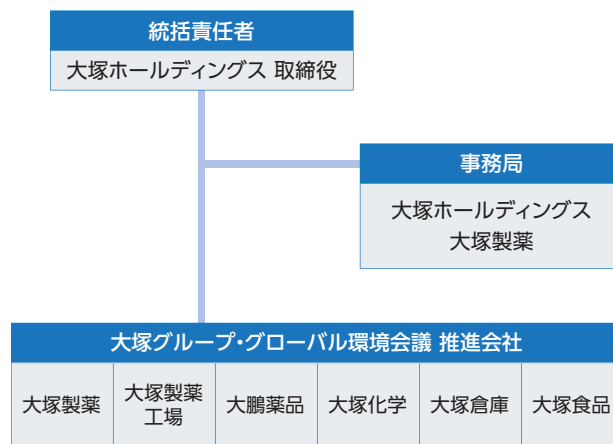 統括責任者
大塚ホールディングス 取締役
事務局
大塚ホールディングス
大塚製薬
大塚グループ・グローバル環境会議 推進会社
大塚製薬
大塚製薬
工場
大鵬薬品
大塚化学
大塚倉庫
大塚食品